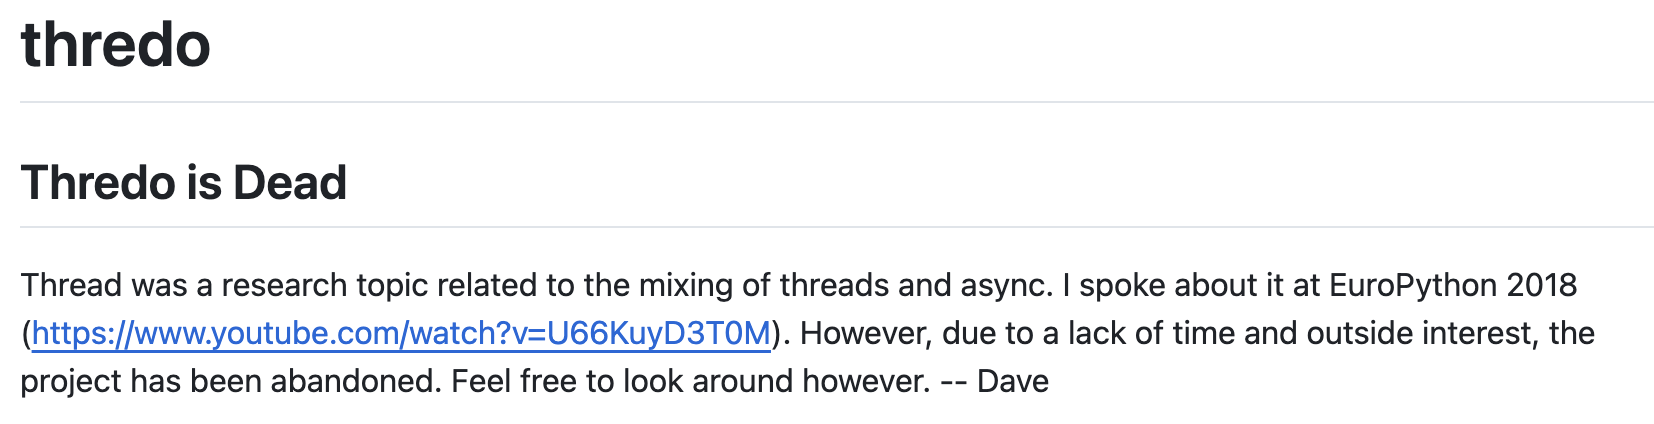 thredo
Thredo is Dead
Thread was a research topic related to the mixing of threads and async. I spoke about it at EuroPython 2018
(https://www.youtube.com/watch?v=U66KuyD3T0M). However, due to a lack of time and outside interest, the
project has been abandoned. Feel free to look around however. -- Dave